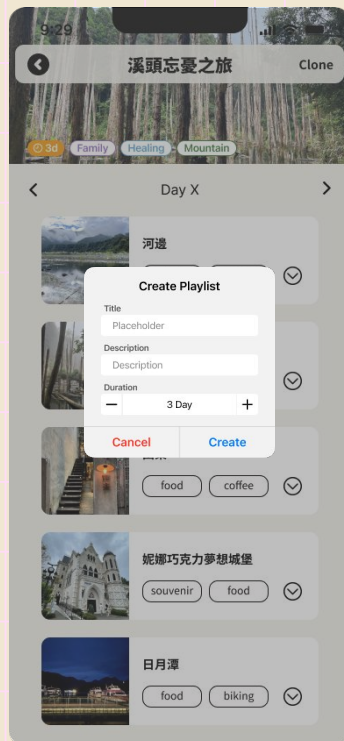 9:29
溪頭忘憂之旅
Clone
3d
Family
Healing
Mountain
Day X
河邊
Create Playlist
Title
Placeholder
Description
Description
Duration
3 Day
Cancel
Create
food
coffee
妮娜巧克力夢想城堡
souvenir
food
日月潭
food
biking